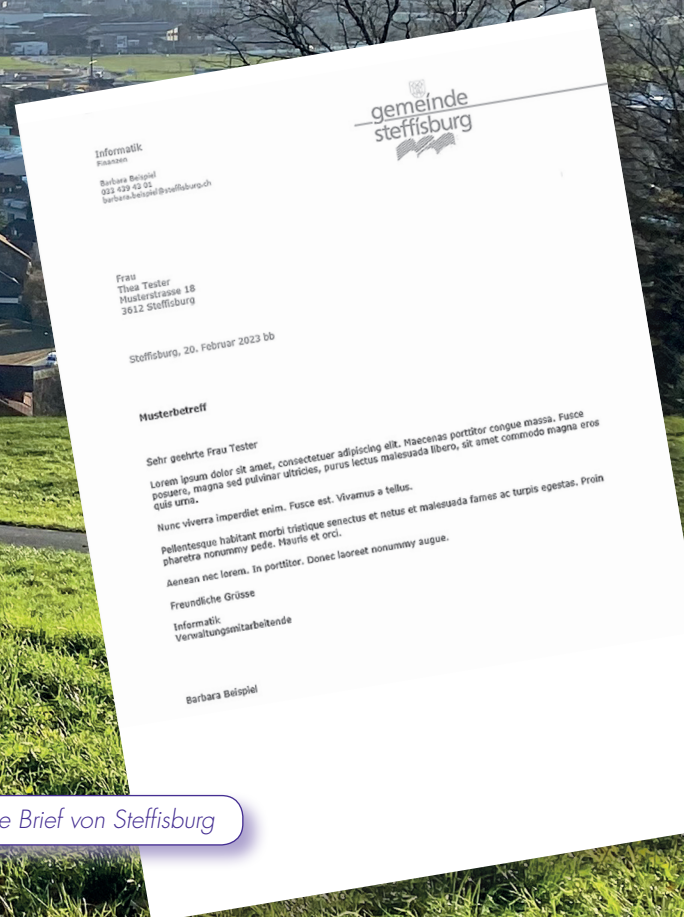 gemeinde
steffisburg
Informatik
Finanzen
Barbara Beispiel
033 439 43 01
barbara.beispiel@steffisburg.ch
Frau
Thea Tester
Musterstrasse 18
3612 Steffisburg
Steffisburg, 20. Februar 2023 bb
Musterbetreff
Sehr geehrte Frau Tester
Lorem ipsum dolor sit amet, consectetuer adipiscing elit. Maecenas porttitor congue massa. Fusce
posuere, magna sed pulvinar ultricies, purus lectus malesuada libero, sit amet commodo magna eros
quis urna.
Nunc viverra imperdiet enim. Fusce est. Vivamus a tellus.
Pellentesque habitant morbi tristique senectus et netus et malesuada fames ac turpis egestas. Proin
pharetra nonummy pede. Mauris et orci.
Aenean nec lorem. In porttitor. Donec laoreet nonummy augue.
Freundliche Grüsse
Informatik
Verwaltungsmitarbeitende
Barbara Beispiel
e Brief von Steffisburg